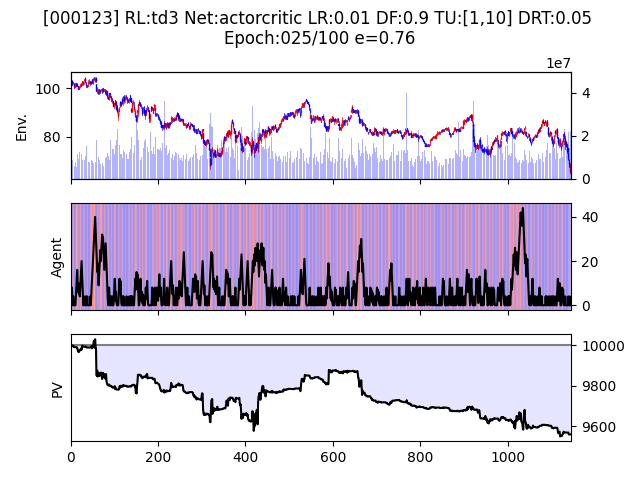 [000123] RL:td3 Net:actorcritic LR:0.01 DF:0.9 TU:[1,10] DRT:0.05
Epoch:025/100 e=0.76
1e7
100
80
Env.
4
2
0
Agent
40
20
0
PV
10000
9800
9600
0
200
400
600
800
1000